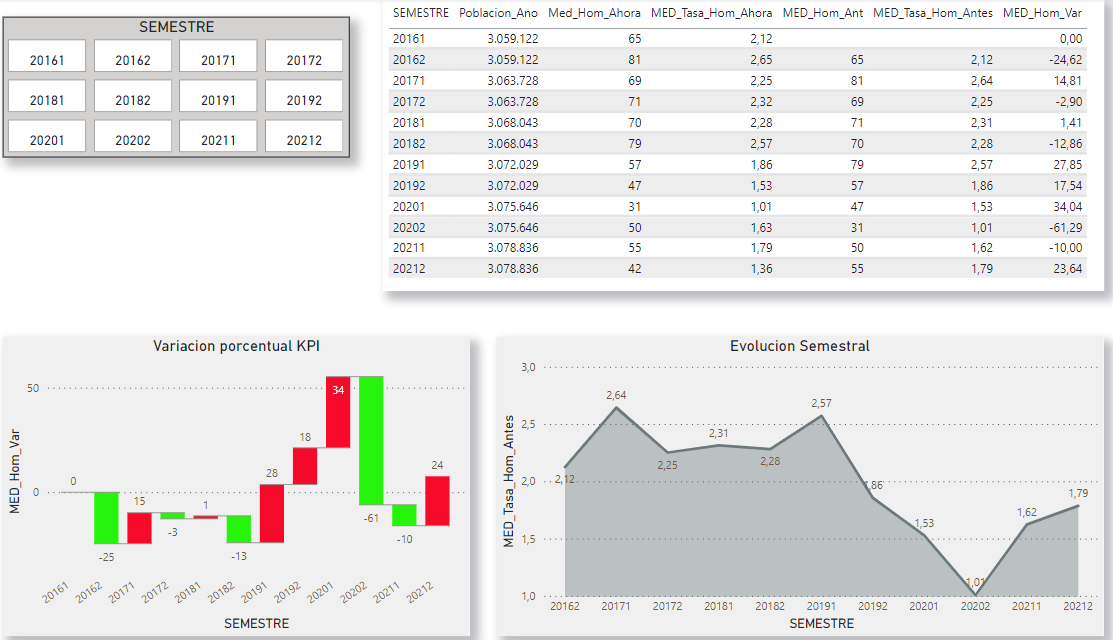 SEMESTRE
20161 20162 20171 20172
20181 20182 20191 20192
20201 20202 20211 20212
SEMESTRE Poblacion_Ano Med_Hom_Ahora MED_Tasa_Hom_Ahora MED_Hom_Ant MED_Tasa_Hom_Antes MED_Hom_Var
20161 3.059.122 65 2,12 0,00
20162 3.059.122 81 2,65 65 2,12 -24,62
20171 3.063.728 69 2,25 81 2,64 14,81
20172 3.063.728 71 2,32 69 2,25 -2,90
20181 3.068.043 70 2,28 71 2,31 1,41
20182 3.068.043 79 2,57 70 2,28 -12,86
20191 3.072.029 57 1,86 79 2,57 27,85
20192 3.072.029 47 1,53 57 1,86 17,54
20201 3.075.646 31 1,01 47 1,53 34,04
20202 3.075.646 50 1,63 31 1,01 -61,29
20211 3.078.836 55 1,79 50 1,62 -10,00
20212 3.078.836 42 1,36 55 1,79 23,64
Variacion porcentual KPI
MED_Hom_Var
50
0
0 -25 15 -3 1 -13 28 18 34 -61 -10 24
20161 20162 20171 20172 20181 20182 20191 20192 20201 20202 20211 20212
SEMESTRE
Evolucion Semestral
MED_Tasa_Hom_Antes
3,0
2,5
2,0
1,5
1,0
2,12 2,64 2,25 2,31 2,28 2,57 1,86 1,53 1,01 1,62 1,79
20162 20171 20172 20181 20182 20191 20192 20201 20202 20211 20212
SEMESTRE